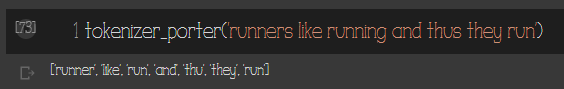 [73] 1 tokenizer_porter('runners like running and thus they run')
['runner', 'like', 'run', 'and', 'thu', 'they', 'run']